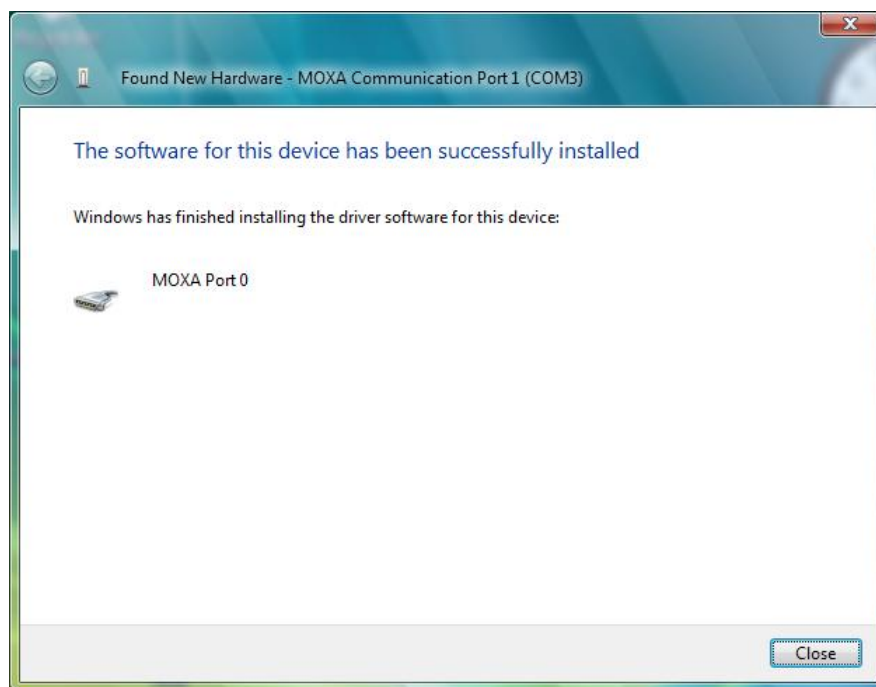 Found New Hardware - MOXA Communication Port 1 (COM3)
The software for this device has been successfully installed
Windows has finished installing the driver software for this device:
MOXA Port 0
Close